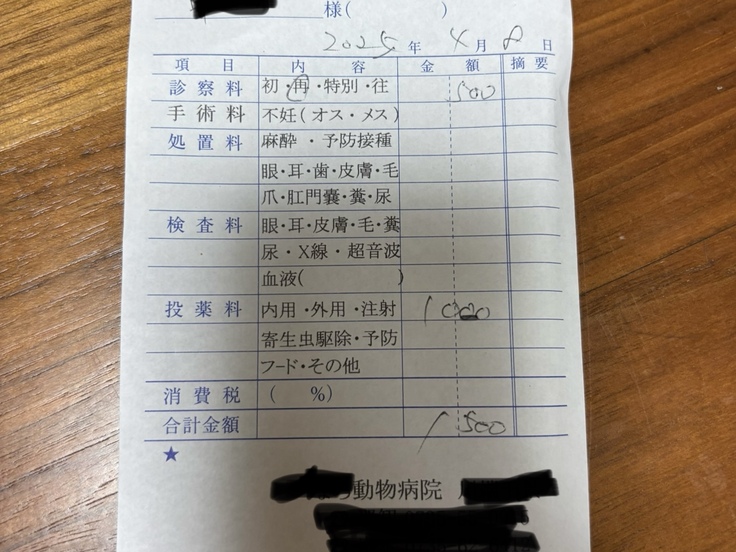 様( )
2025年 4月 8日
項目 内容 金額 摘要
診察料 初・再・特別・往 500
手術料 不妊(オス・メス)
処置料 麻酔・予防接種
眼・耳・歯・皮膚・毛
爪・肛門嚢・糞・尿
検査料 眼・耳・皮膚・毛・糞
尿・X線・超音波
血液( )
投薬料 内用・外用・注射 1000
寄生虫駆除・予防
フード・その他
消費税 ( %)
合計金額 1500
★
動物病院